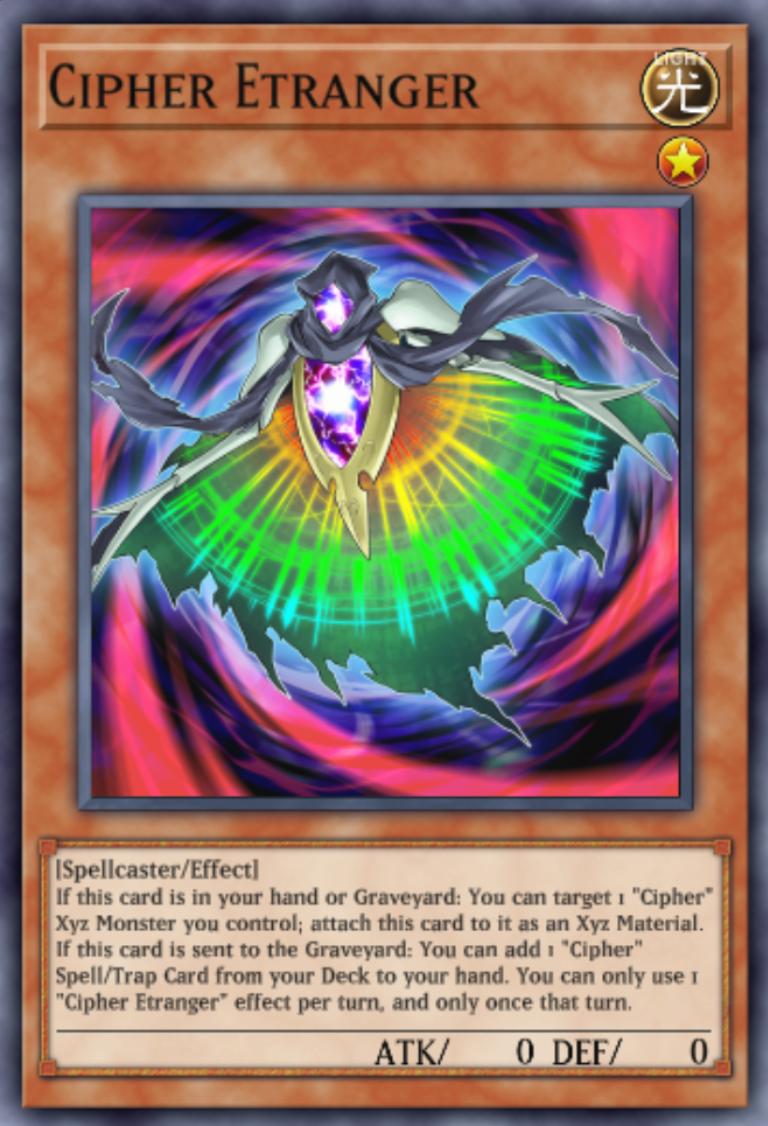 CIPHER ETRANGER
LIGHT
光
[Spellcaster/Effect]
If this card is in your hand or Graveyard: You can target 1 "Cipher"
Xyz Monster you control; attach this card to it as an Xyz Material.
If this card is sent to the Graveyard: You can add 1 "Cipher"
Spell/Trap Card from your Deck to your hand. You can only use 1
"Cipher Etranger" effect per turn, and only once that turn.
ATK/ 0 DEF/ 0